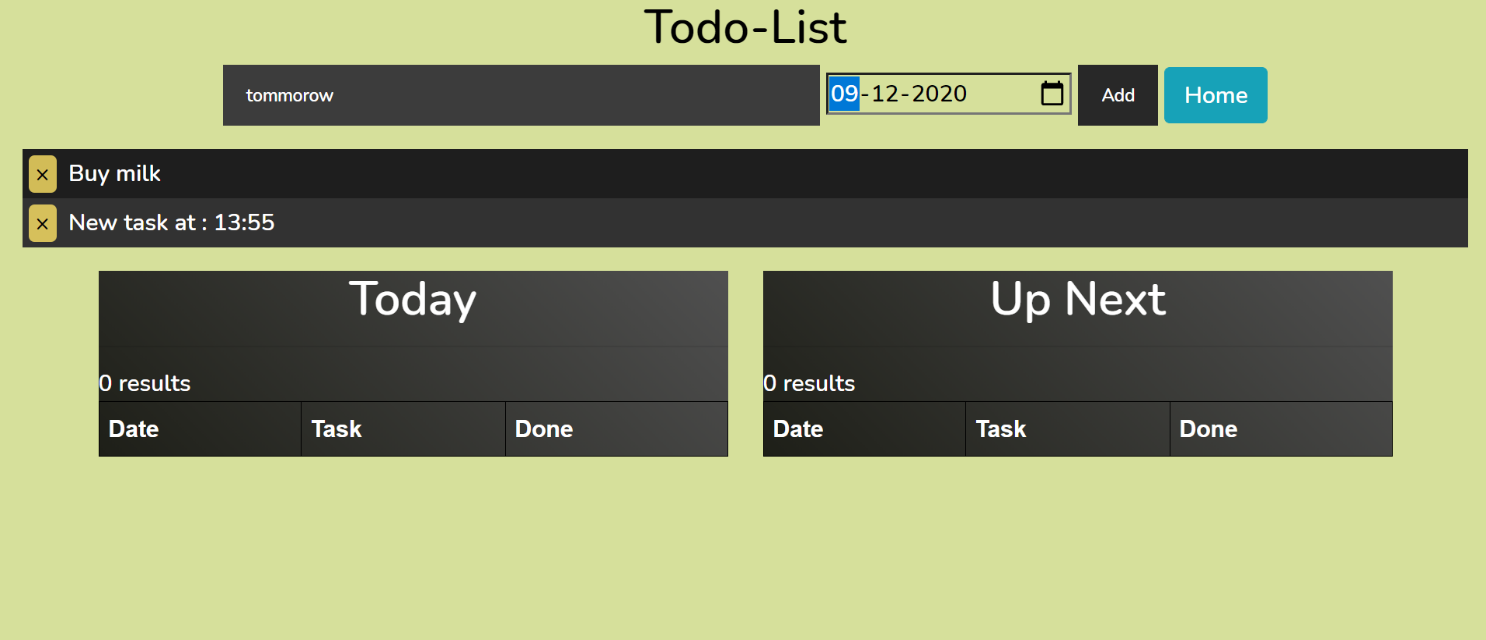 Todo-List
tommorow 09-12-2020 Add Home
× Buy milk
× New task at : 13:55
Today
0 results
Date Task Done
Up Next
0 results
Date Task Done